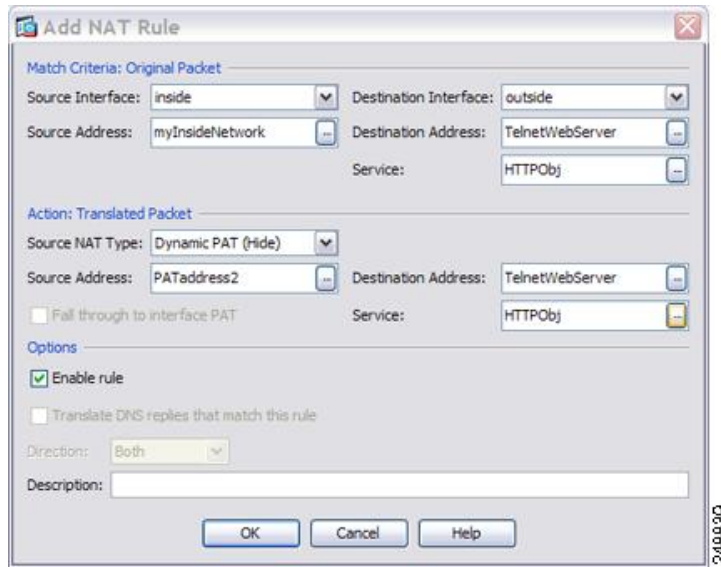 Add NAT Rule
Match Criteria: Original Packet
Source Interface: inside Destination Interface: outside
Source Address: myInsideNetwork ... Destination Address: TelnetWebServer ...
Service: HTTPObj ...
Action: Translated Packet
Source NAT Type: Dynamic PAT (Hide)
Source Address: PATaddress2 ... Destination Address: TelnetWebServer ...
Fall through to interface PAT Service: HTTPObj ...
Options
Enable rule
Translate DNS replies that match this rule
Direction: Both
Description:
OK Cancel Help